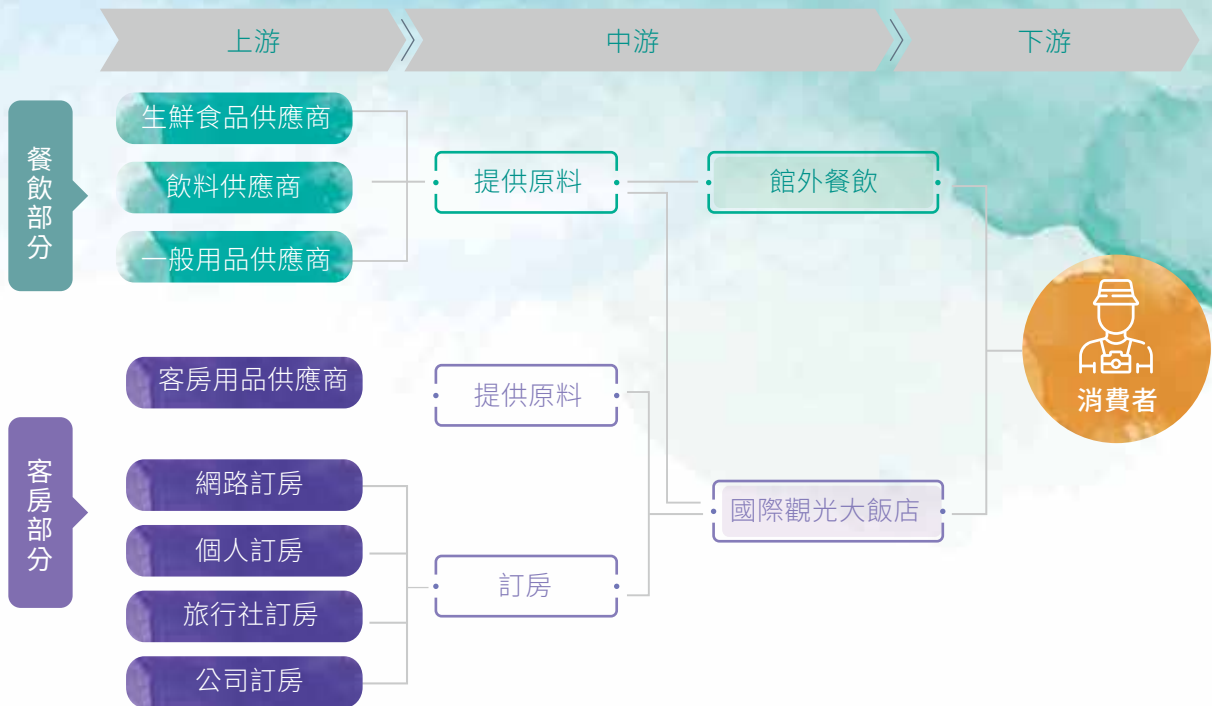 上游
中游
下游
餐飲部分
生鮮食品供應商
飲料供應商
一般用品供應商
提供原料
館外餐飲
客房部分
客房用品供應商
網路訂房
個人訂房
旅行社訂房
公司訂房
提供原料
訂房
國際觀光大飯店
消費者